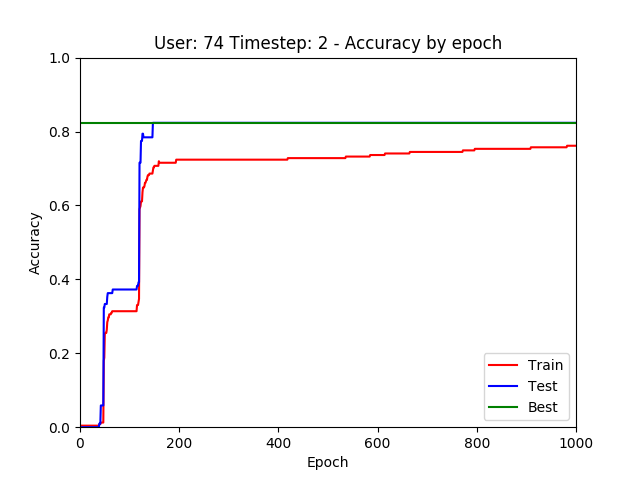 User: 74 Timestep: 2 - Accuracy by epoch
1.0
0.8
0.6
0.4
0.2
0.0
Accuracy
0 200 400 600 800 1000
Epoch
Train
Test
Best